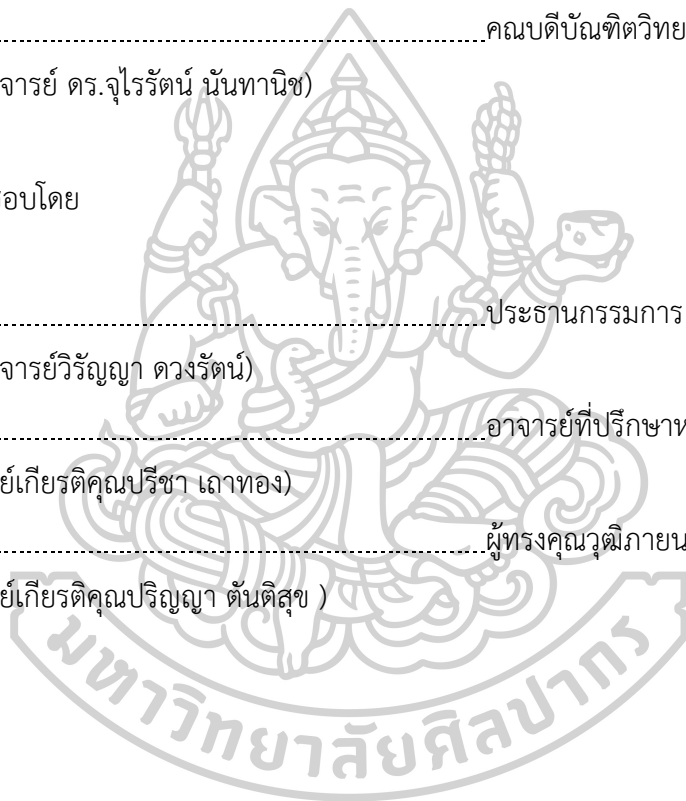 คณบดีบัณฑิตวิทย
จารย์ ดร.จุไรรัตน์ นันทานิช)
อบโดย
ประธานกรรมการ
จารย์วิรัญญา ดวงรัตน์)
อาจารย์ที่ปรึกษาห
ย์เกียรติคุณปรีชา เถาทอง)
ผู้ทรงคุณวุฒิภายน
ย์เกียรติคุณปริญญา ตันติสุข )
มหาวิทยาลัยศิลปากร